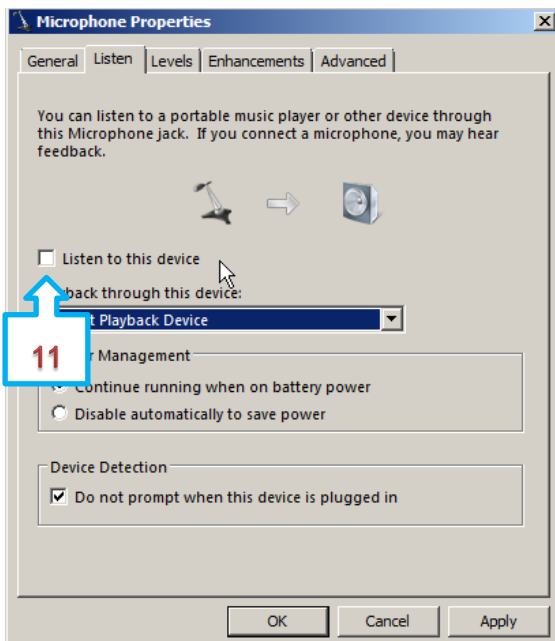 Microphone Properties
General Listen Levels Enhancements Advanced
You can listen to a portable music player or other device through
this Microphone jack. If you connect a microphone, you may hear
feedback.
Listen to this device
back through this device:
t Playback Device
11
r Management
Continue running when on battery power
Disable automatically to save power
Device Detection
Do not prompt when this device is plugged in
OK Cancel Apply